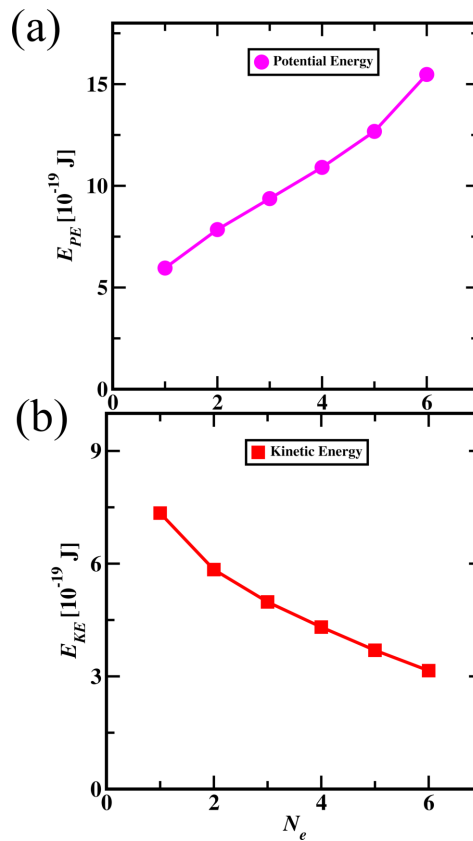 (a)
Potential Energy
15
10
5
0
E_PE [10^-19 J]
0 2 4 6
(b)
Kinetic Energy
9
6
3
0
E_KE [10^-19 J]
0 2 4 6
N_e